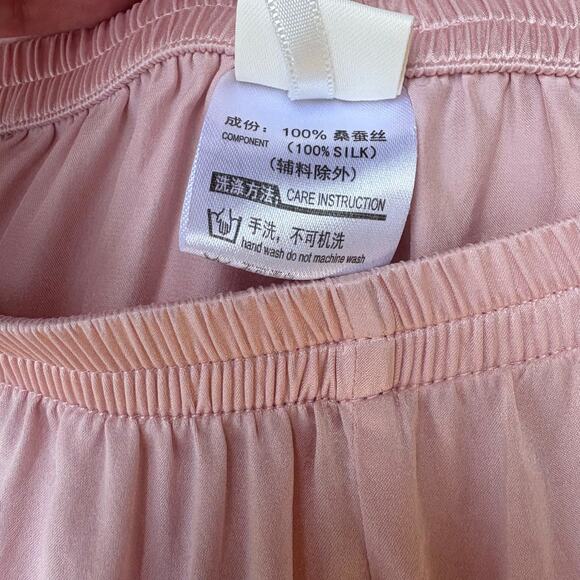 成份： 100% 桑蚕丝
COMPONENT （100% SILK）
（辅料除外）
洗涤方法: CARE INSTRUCTION
手洗，不可机洗
hand wash do not machine wash